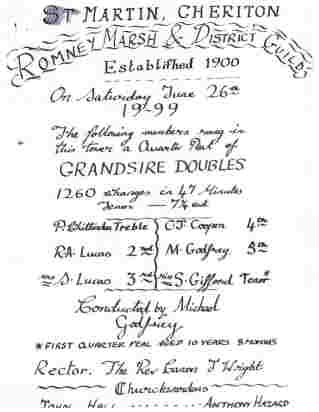 ST MARTIN, CHERITON
ROMNEY MARSH & DISTRICT GUILD
Established 1900
On Saturday June 26th
1999
The following members rang in
this tower a Quarter Peal of
GRANDSIRE DOUBLES
1260 changes in 47 Minutes
Tenor — 7¼ cwt
P. Whittaker Treble
C.J. Cooper 4th
R.A. Lucas 2nd
M. Godfrey 5th
Mrs S. Lucas 3rd
Miss S. Gifford Tenor*
Conducted by Michael
Godfrey
* FIRST QUARTER PEAL AGED 10 YEARS 8 MONTHS
Rector: The Rev Canon J Wright
Churchwardens
JOHN HALL ........ ANTHONY HAZARD